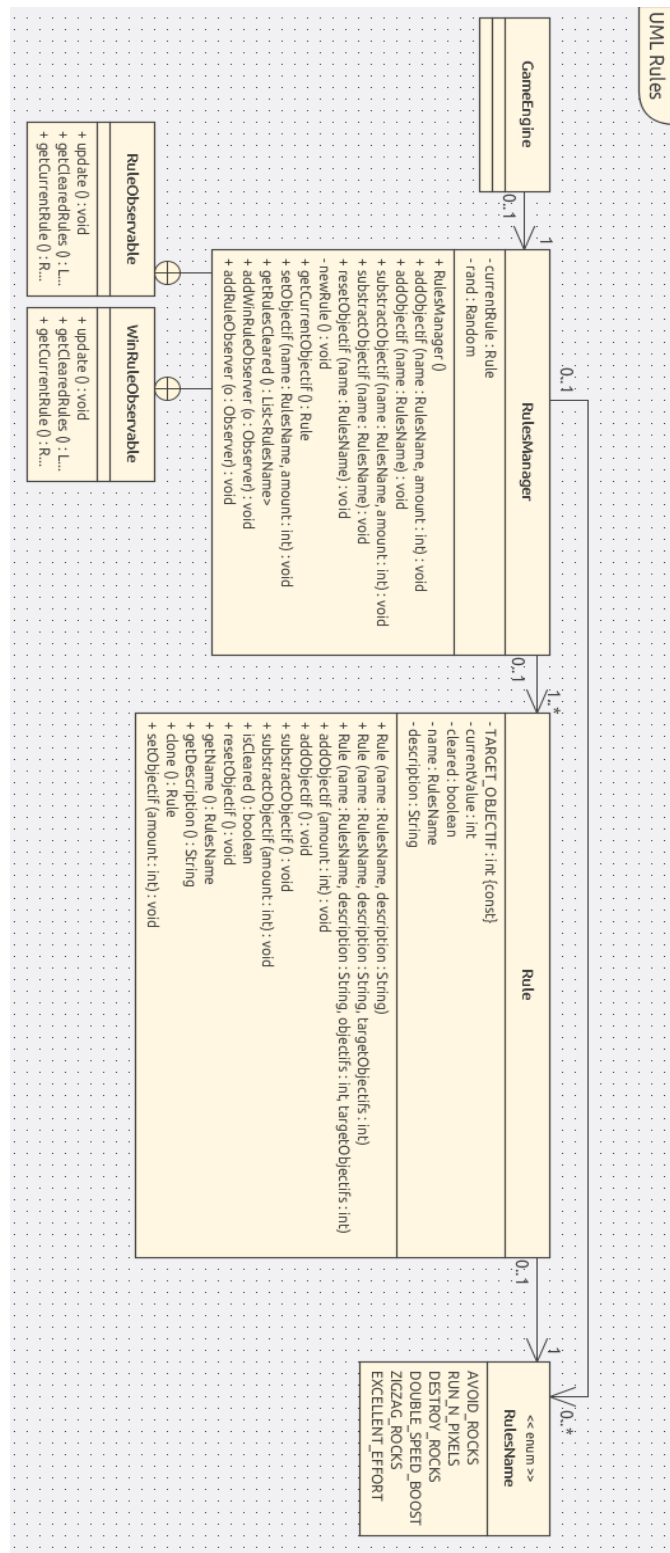 UML Rules
GameEngine
0..1
1
RulesManager
- currentRule : Rule
- rand : Random
+ RulesManager ()
+ addObjectif (name : RulesName, amount : int) : void
+ addObjectif (name : RulesName) : void
+ substractObjectif (name : RulesName, amount : int) : void
+ substractObjectif (name : RulesName) : void
+ resetObjectif (name : RulesName) : void
- newRule () : void
+ getCurrentObjectif () : Rule
+ setObjectif (name : RulesName, amount : int) : void
+ getRulesCleared () : List<RulesName>
+ addWinRuleObserver (o : Observer) : void
+ addRuleObserver (o : Observer) : void
0..1
0..1
1..*
Rule
- TARGET_OBJECTIF : int {const}
- currentValue : int
- cleared : boolean
- name : RulesName
- description : String
+ Rule (name : RulesName, description : String)
+ Rule (name : RulesName, description : String, targetObjectifs : int)
+ Rule (name : RulesName, description : String, objectifs : int, targetObjectifs : int)
+ addObjectif (amount : int) : void
+ addObjectif () : void
+ substractObjectif () : void
+ substractObjectif (amount : int) : void
+ isCleared () : boolean
+ resetObjectif () : void
+ getName () : RulesName
+ getDescription () : String
+ clone () : Rule
+ setObjectif (amount : int) : void
0..1
1
0..*
<< enum >>
RulesName
AVOID_ROCKS
RUN_N_PIXELS
DESTROY_ROCKS
DOUBLE_SPEED_BOOST
ZIGZAG_ROCKS
EXCELLENT_EFFORT
RuleObservable
+ update () : void
+ getClearedRules () : L...
+ getCurrentRule () : R...
WinRuleObservable
+ update () : void
+ getClearedRules () : L...
+ getCurrentRule () : R...